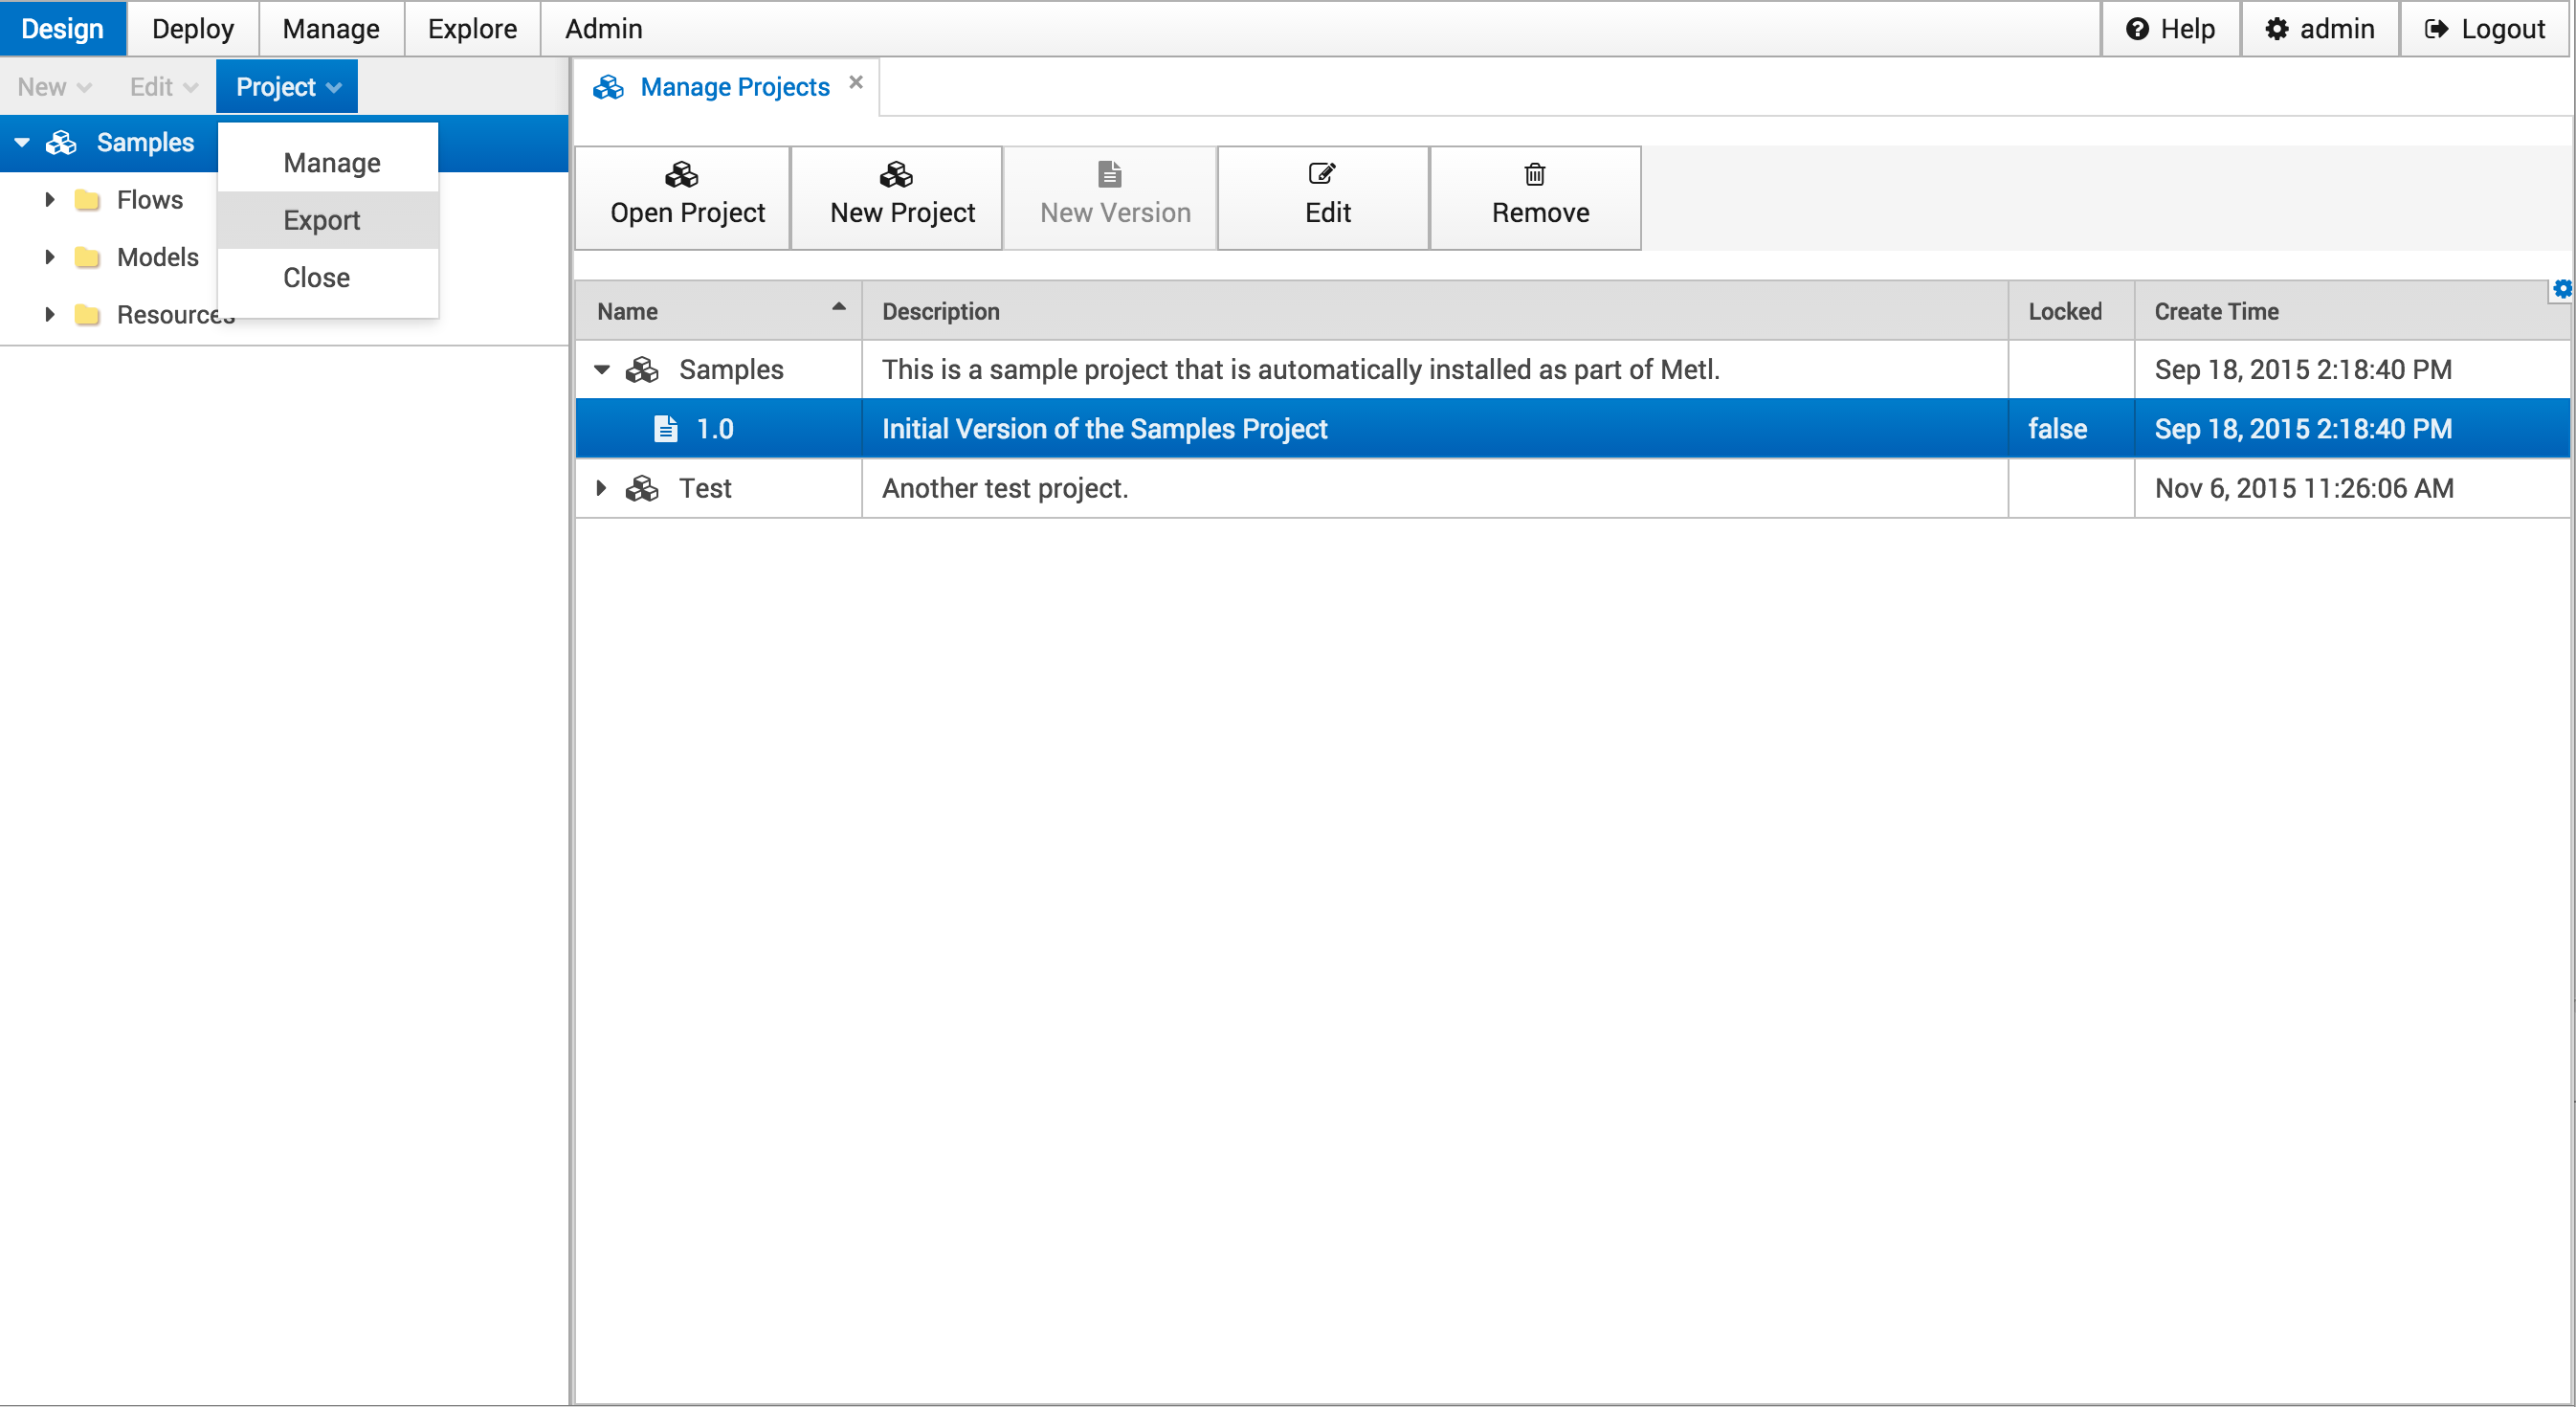 Design Deploy Manage Explore Admin Help admin Logout
New Edit Project
Manage Projects
Samples
Manage
Export
Close
Flows
Models
Resources
Open Project New Project New Version Edit Remove
Name Description Locked Create Time
Samples This is a sample project that is automatically installed as part of Metl. Sep 18, 2015 2:18:40 PM
1.0 Initial Version of the Samples Project false Sep 18, 2015 2:18:40 PM
Test Another test project. Nov 6, 2015 11:26:06 AM